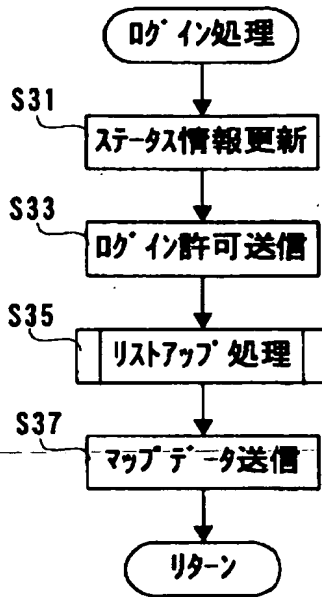 ログイン処理
S31
ステータス情報更新
S33
ログイン許可送信
S35
リストアップ処理
S37
マップデータ送信
リターン